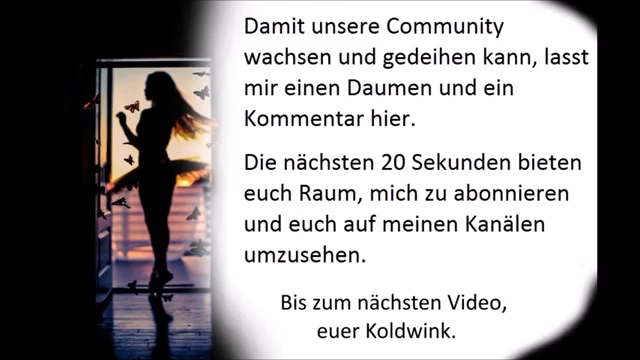 Damit unsere Community
wachsen und gedeihen kann, lasst
mir einen Daumen und ein
Kommentar hier.
Die nächsten 20 Sekunden bieten
euch Raum, mich zu abonnieren
und euch auf meinen Kanälen
umzusehen.
Bis zum nächsten Video,
euer Koldwink.